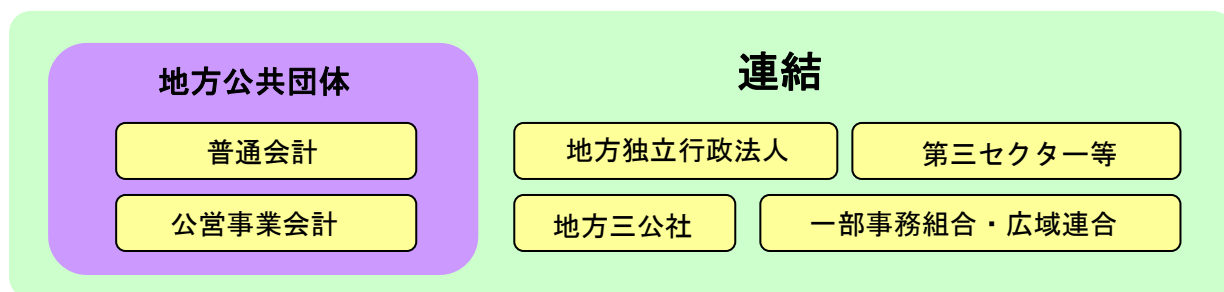 地方公共団体
普通会計
公営事業会計
連結
地方独立行政法人
第三セクター等
地方三公社
一部事務組合・広域連合